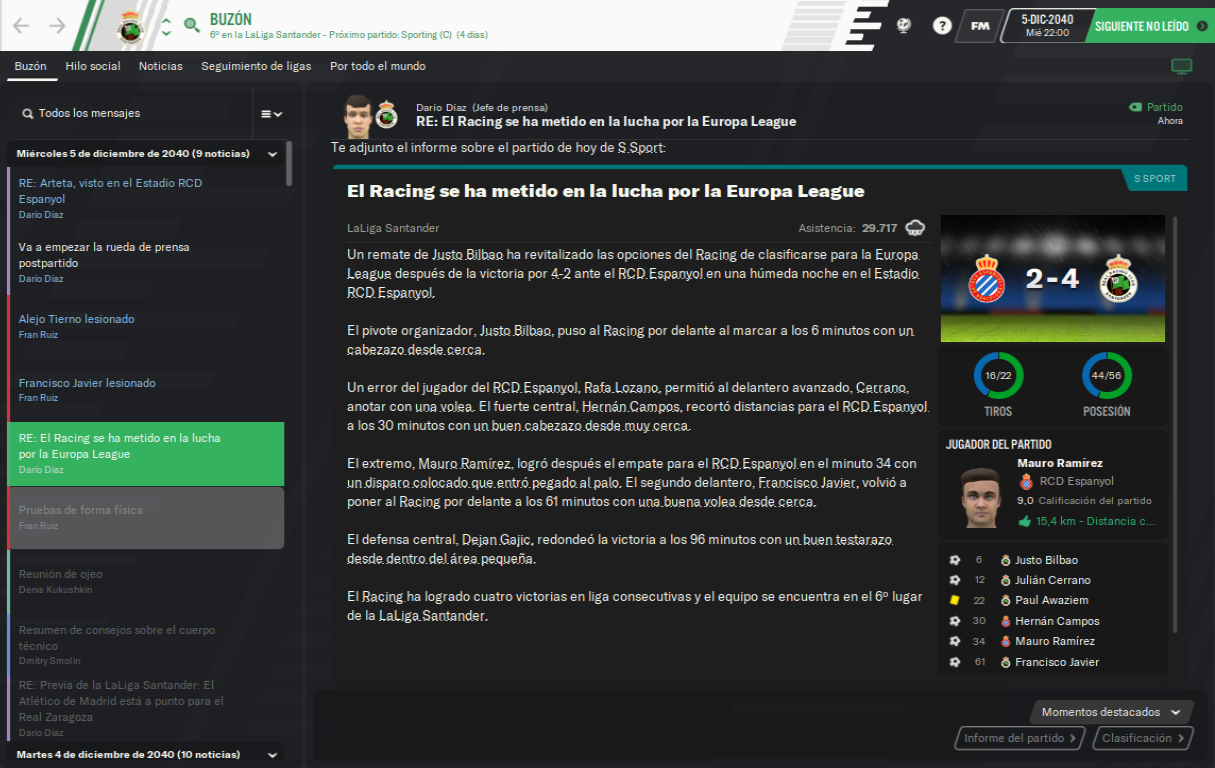 BUZÓN
6º en la LaLiga Santander - Próximo partido: Sporting (C) (4 días)
?
FM
5-DIC-2040
Mié 22:00
SIGUIENTE NO LEÍDO
Buzón
Hilo social
Noticias
Seguimiento de ligas
Por todo el mundo
Todos los mensajes
Miércoles 5 de diciembre de 2040 (9 noticias)
RE: Arteta, visto en el Estadio RCD
Espanyol
Darío Díaz
Va a empezar la rueda de prensa
postpartido
Darío Díaz
Alejo Tierno lesionado
Fran Ruiz
Francisco Javier lesionado
Fran Ruiz
RE: El Racing se ha metido en la lucha
por la Europa League
Darío Díaz
Pruebas de forma física
Fran Ruiz
Reunión de ojeo
Denis Kukushkin
Resumen de consejos sobre el cuerpo
técnico
Dmitry Smolin
RE: Previa de la LaLiga Santander: El
Atlético de Madrid está a punto para el
Real Zaragoza
Darío Díaz
Martes 4 de diciembre de 2040 (10 noticias)
Darío Díaz (Jefe de prensa)
RE: El Racing se ha metido en la lucha por la Europa League
Partido
Ahora
Te adjunto el informe sobre el partido de hoy de S Sport:
S SPORT
El Racing se ha metido en la lucha por la Europa League
LaLiga Santander
Asistencia: 29.717
Un remate de Justo Bilbao ha revitalizado las opciones del Racing de clasificarse para la Europa
League después de la victoria por 4-2 ante el RCD Espanyol en una húmeda noche en el Estadio
RCD Espanyol.
El pivote organizador, Justo Bilbao, puso al Racing por delante al marcar a los 6 minutos con un
cabezazo desde cerca.
Un error del jugador del RCD Espanyol, Rafa Lozano, permitió al delantero avanzado, Cerrano,
anotar con una volea. El fuerte central, Hernán Campos, recortó distancias para el RCD Espanyol
a los 30 minutos con un buen cabezazo desde muy cerca.
El extremo, Mauro Ramírez, logró después el empate para el RCD Espanyol en el minuto 34 con
un disparo colocado que entró pegado al palo. El segundo delantero, Francisco Javier, volvió a
poner al Racing por delante a los 61 minutos con una buena volea desde cerca.
El defensa central, Dejan Gajic, redondeó la victoria a los 96 minutos con un buen testarazo
desde dentro del área pequeña.
El Racing ha logrado cuatro victorias en liga consecutivas y el equipo se encuentra en el 6º lugar
de la LaLiga Santander.
2-4
16/22
44/56
TIROS
POSESIÓN
JUGADOR DEL PARTIDO
Mauro Ramírez
RCD Espanyol
9,0 Calificación del partido
15,4 km - Distancia c...
6 Justo Bilbao
12 Julián Cerrano
22 Paul Awaziem
30 Hernán Campos
34 Mauro Ramírez
61 Francisco Javier
Momentos destacados
Informe del partido
Clasificación